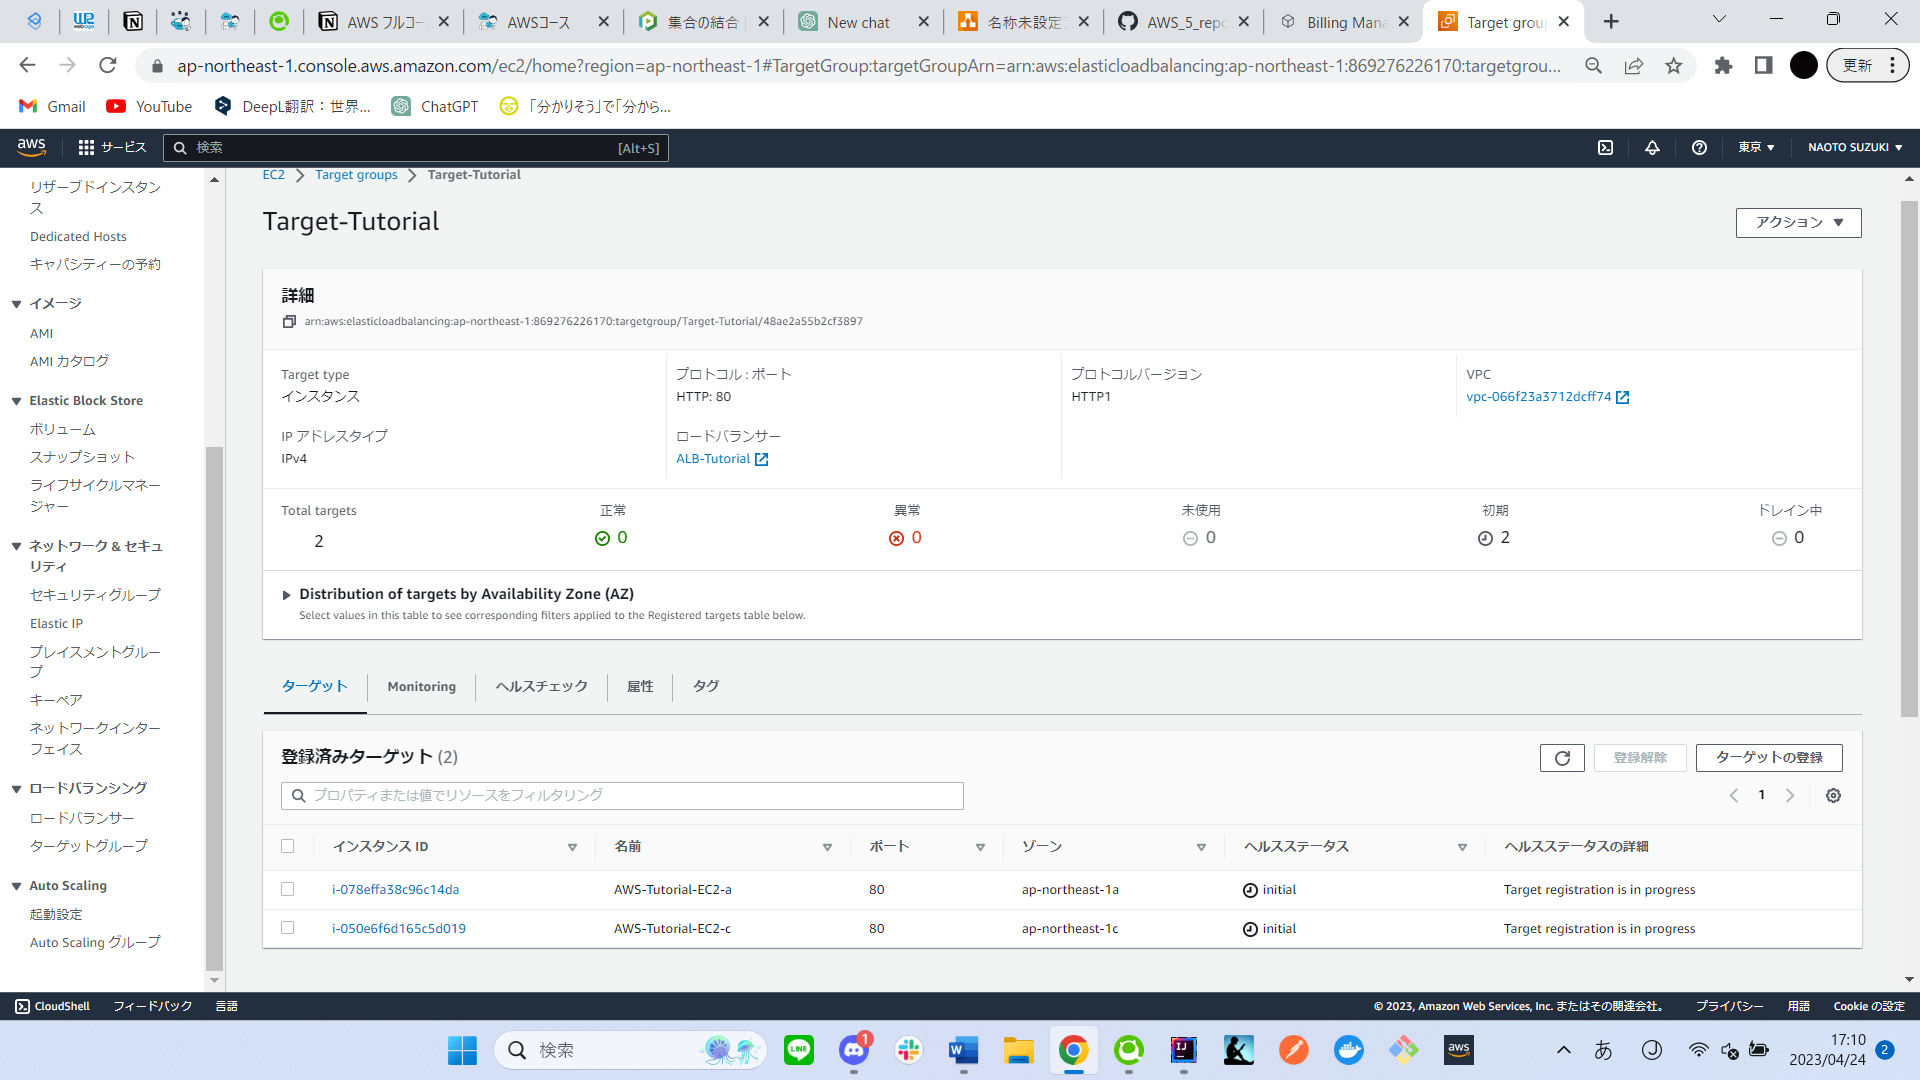 AWS フルコー
AWSコース
集合の結合
New chat
名称未設定
AWS_5_repo
Billing Mana
Target grou
ap-northeast-1.console.aws.amazon.com/ec2/home?region=ap-northeast-1#TargetGroup:targetGroupArn=arn:aws:elasticloadbalancing:ap-northeast-1:869276226170:targetgrou...
更新
Gmail
YouTube
DeepL翻訳：世界...
ChatGPT
「分かりそう」で「分から...
aws
サービス
検索
[Alt+S]
東京
NAOTO SUZUKI
リザーブドインスタン
ス
Dedicated Hosts
キャパシティーの予約
イメージ
AMI
AMI カタログ
Elastic Block Store
ボリューム
スナップショット
ライフサイクルマネー
ジャー
ネットワーク & セキュ
リティ
セキュリティグループ
Elastic IP
プレイスメントグルー
プ
キーペア
ネットワークインター
フェイス
ロードバランシング
ロードバランサー
ターゲットグループ
Auto Scaling
起動設定
Auto Scaling グループ
EC2
Target groups
Target-Tutorial
Target-Tutorial
アクション
詳細
arn:aws:elasticloadbalancing:ap-northeast-1:869276226170:targetgroup/Target-Tutorial/48ae2a55b2cf3897
Target type
インスタンス
プロトコル : ポート
HTTP: 80
プロトコルバージョン
HTTP1
VPC
vpc-066f23a3712dcff74
IP アドレスタイプ
IPv4
ロードバランサー
ALB-Tutorial
Total targets
2
正常
0
異常
0
未使用
0
初期
2
ドレイン中
0
Distribution of targets by Availability Zone (AZ)
Select values in this table to see corresponding filters applied to the Registered targets table below.
ターゲット
Monitoring
ヘルスチェック
属性
タグ
登録済みターゲット (2)
登録解除
ターゲットの登録
プロパティまたは値でリソースをフィルタリング
1
インスタンス ID
名前
ポート
ゾーン
ヘルスステータス
ヘルスステータスの詳細
i-078effa38c96c14da
AWS-Tutorial-EC2-a
80
ap-northeast-1a
initial
Target registration is in progress
i-050e6f6d165c5d019
AWS-Tutorial-EC2-c
80
ap-northeast-1c
initial
Target registration is in progress
CloudShell
フィードバック
言語
© 2023, Amazon Web Services, Inc. またはその関連会社。
プライバシー
用語
Cookie の設定
検索
LINE
1
W
IJ
aws
あ
17:10
2023/04/24
2